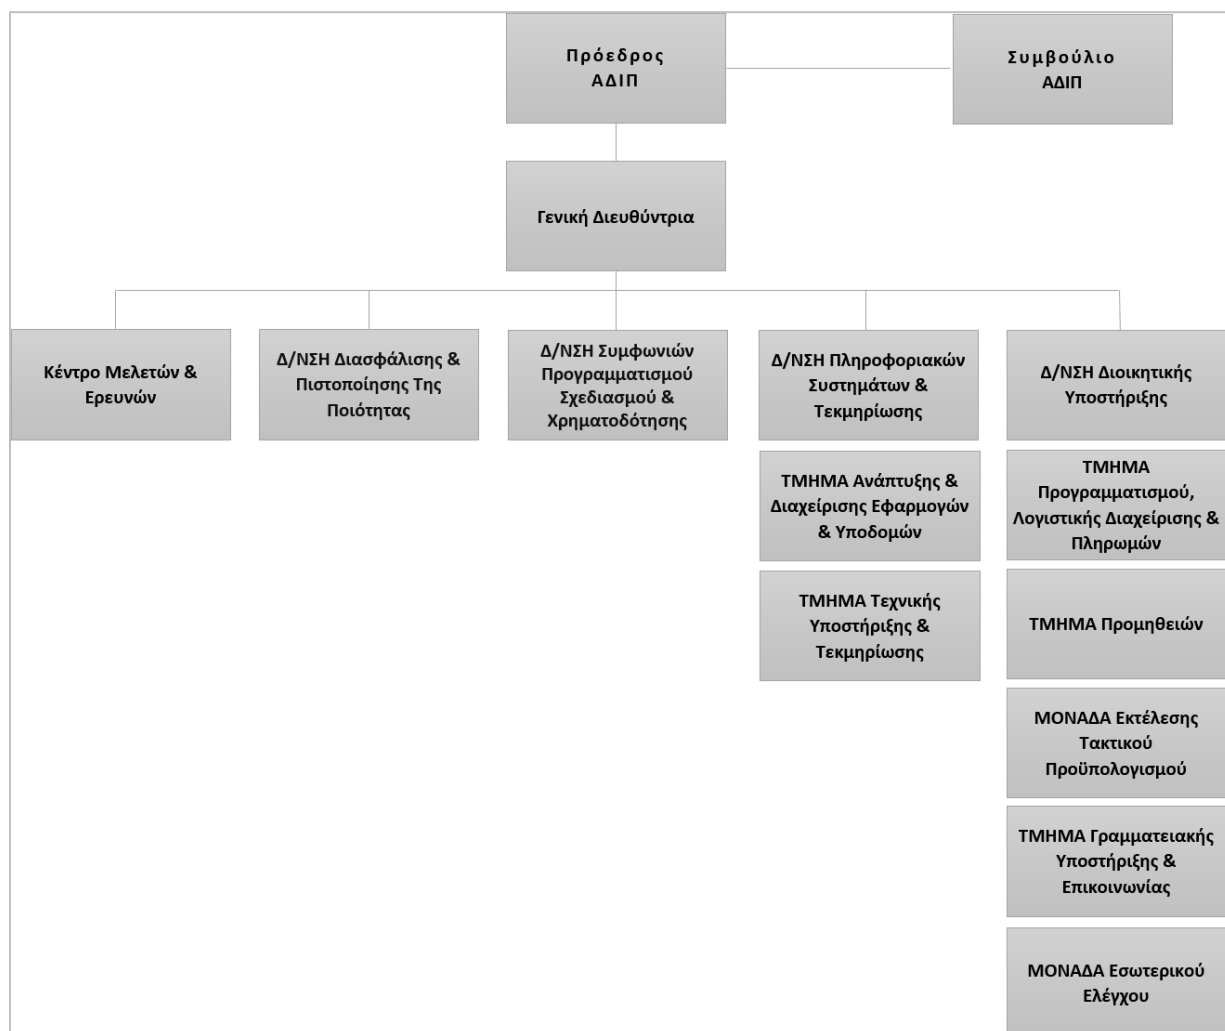 Πρόεδρος
ΑΔΙΠ
Συμβούλιο
ΑΔΙΠ
Γενική Διευθύντρια
Κέντρο Μελετών &
Ερευνών
Δ/ΝΣΗ Διασφάλισης &
Πιστοποίησης Της
Ποιότητας
Δ/ΝΣΗ Συμφωνιών
Προγραμματισμού
Σχεδιασμού &
Χρηματοδότησης
Δ/ΝΣΗ Πληροφοριακών
Συστημάτων &
Τεκμηρίωσης
Δ/ΝΣΗ Διοικητικής
Υποστήριξης
ΤΜΗΜΑ Ανάπτυξης &
Διαχείρισης Εφαρμογών
& Υποδομών
ΤΜΗΜΑ
Προγραμματισμού,
Λογιστικής Διαχείρισης &
Πληρωμών
ΤΜΗΜΑ Τεχνικής
Υποστήριξης &
Τεκμηρίωσης
ΤΜΗΜΑ Προμηθειών
ΜΟΝΑΔΑ Εκτέλεσης
Τακτικού
Προϋπολογισμού
ΤΜΗΜΑ Γραμματειακής
Υποστήριξης &
Επικοινωνίας
ΜΟΝΑΔΑ Εσωτερικού
Ελέγχου